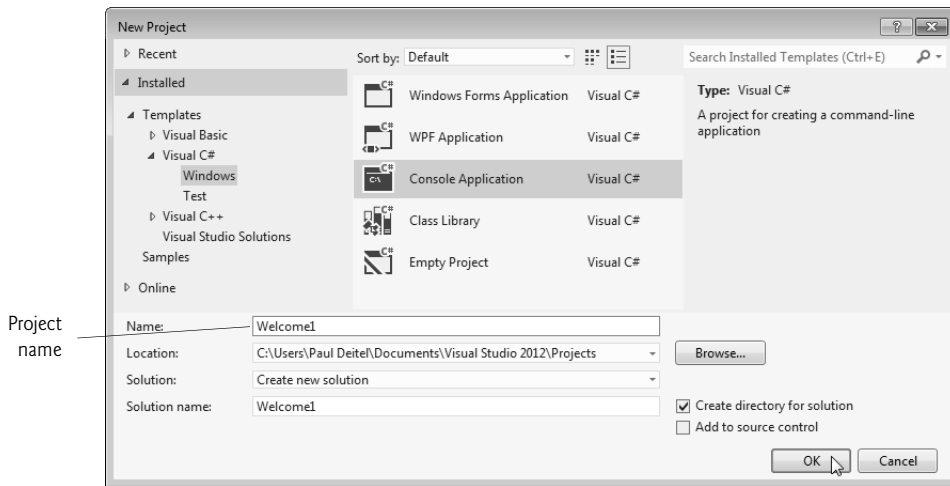 New Project
Recent
Installed
Templates
Visual Basic
Visual C#
Windows
Test
Visual C++
Visual Studio Solutions
Samples
Online
Sort by: Default
Windows Forms Application Visual C#
WPF Application Visual C#
Console Application Visual C#
Class Library Visual C#
Empty Project Visual C#
Search Installed Templates (Ctrl+E)
Type: Visual C#
A project for creating a command-line
application
Project
name
Name: Welcome1
Location: C:\Users\Paul Deitel\Documents\Visual Studio 2012\Projects Browse...
Solution: Create new solution
Solution name: Welcome1
Create directory for solution
Add to source control
OK Cancel